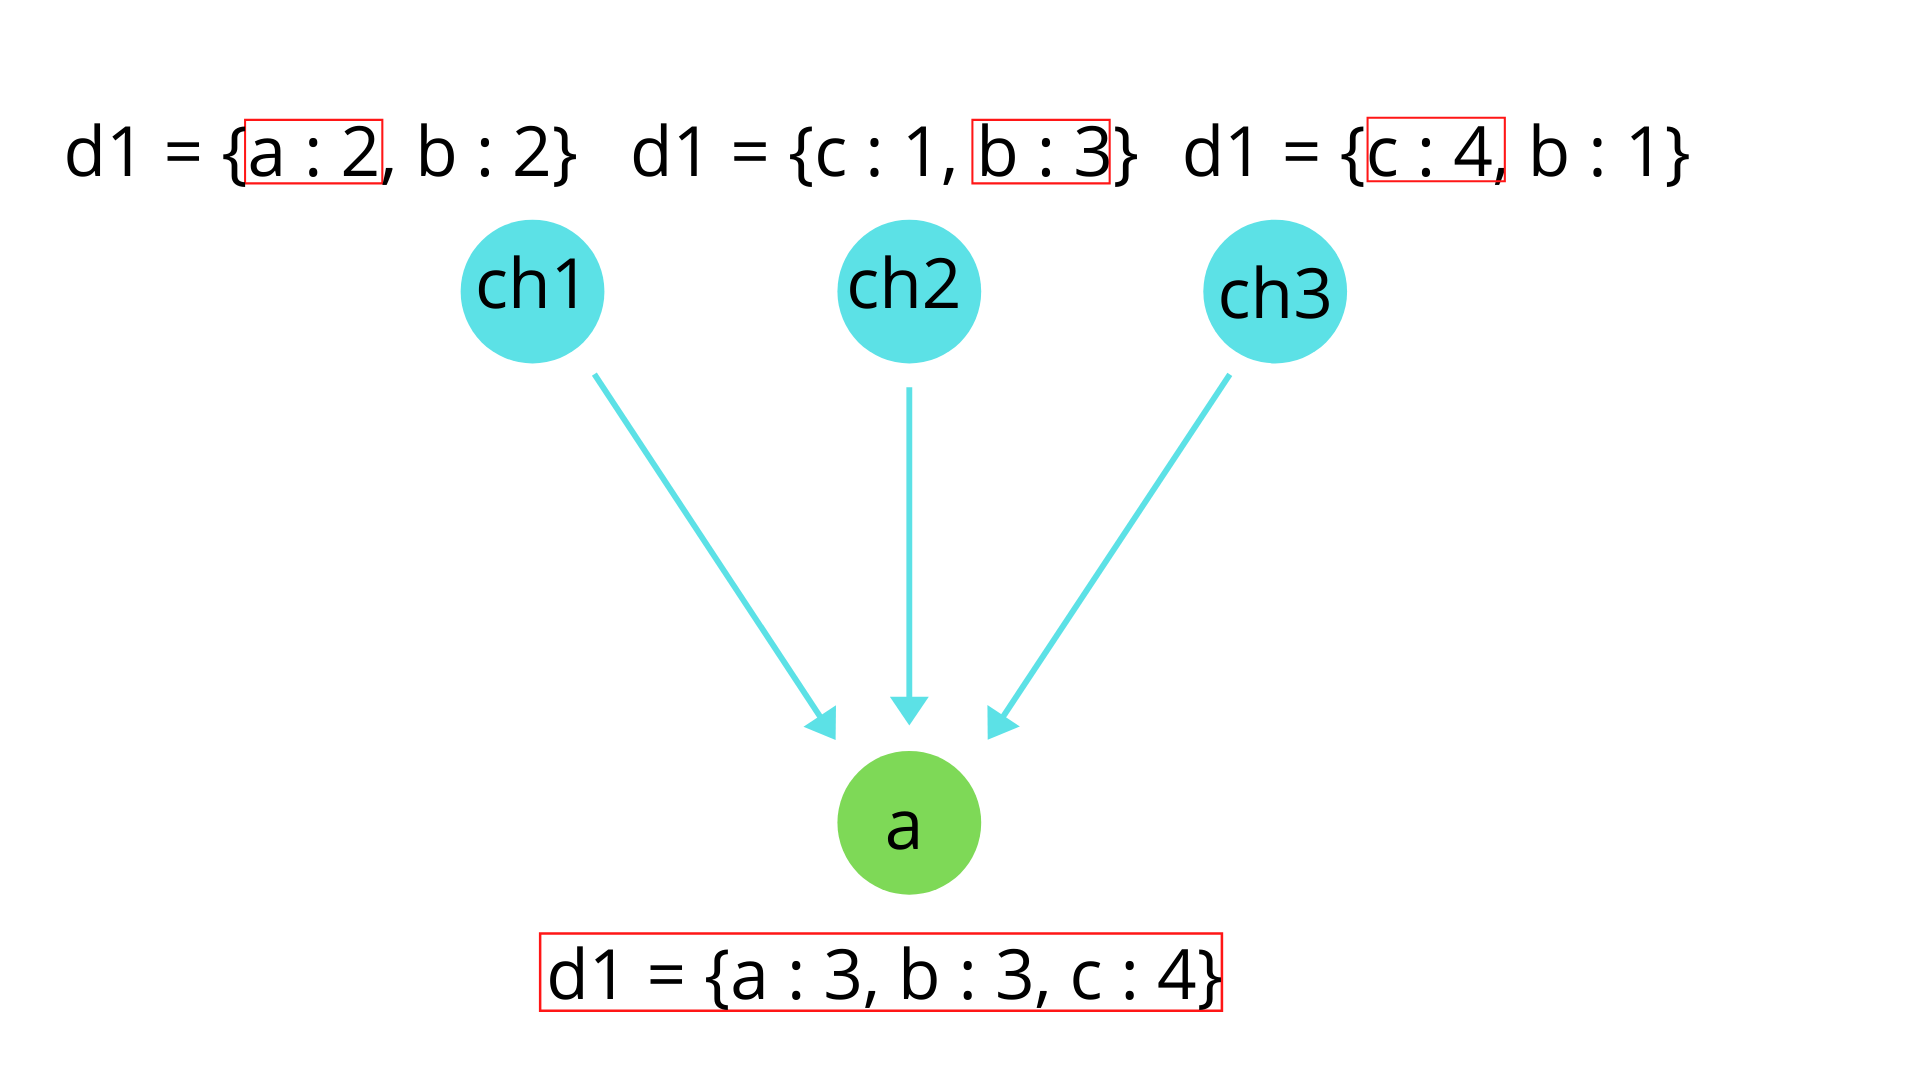 d1 = {a : 2, b : 2} d1 = {c : 1, b : 3} d1 = {c : 4, b : 1}
ch1 ch2 ch3
a
d1 = {a : 3, b : 3, c : 4}